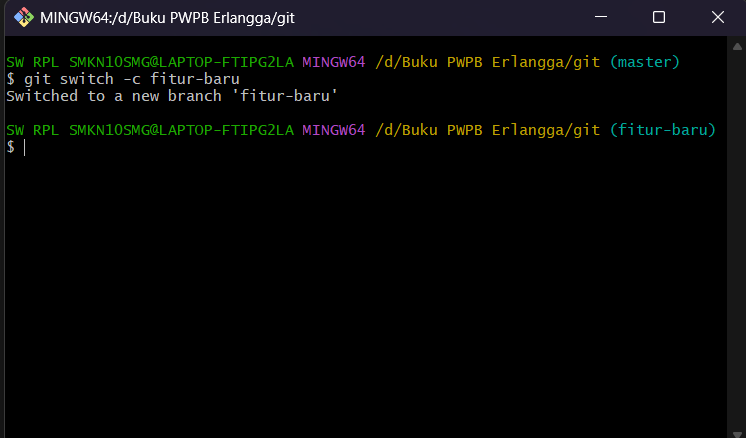 MINGW64:/d/Buku PWPB Erlangga/git
SW RPL SMKN10SMG@LAPTOP-FTIPG2LA MINGW64 /d/Buku PWPB Erlangga/git (master)
$ git switch -c fitur-baru
Switched to a new branch 'fitur-baru'
SW RPL SMKN10SMG@LAPTOP-FTIPG2LA MINGW64 /d/Buku PWPB Erlangga/git (fitur-baru)
$